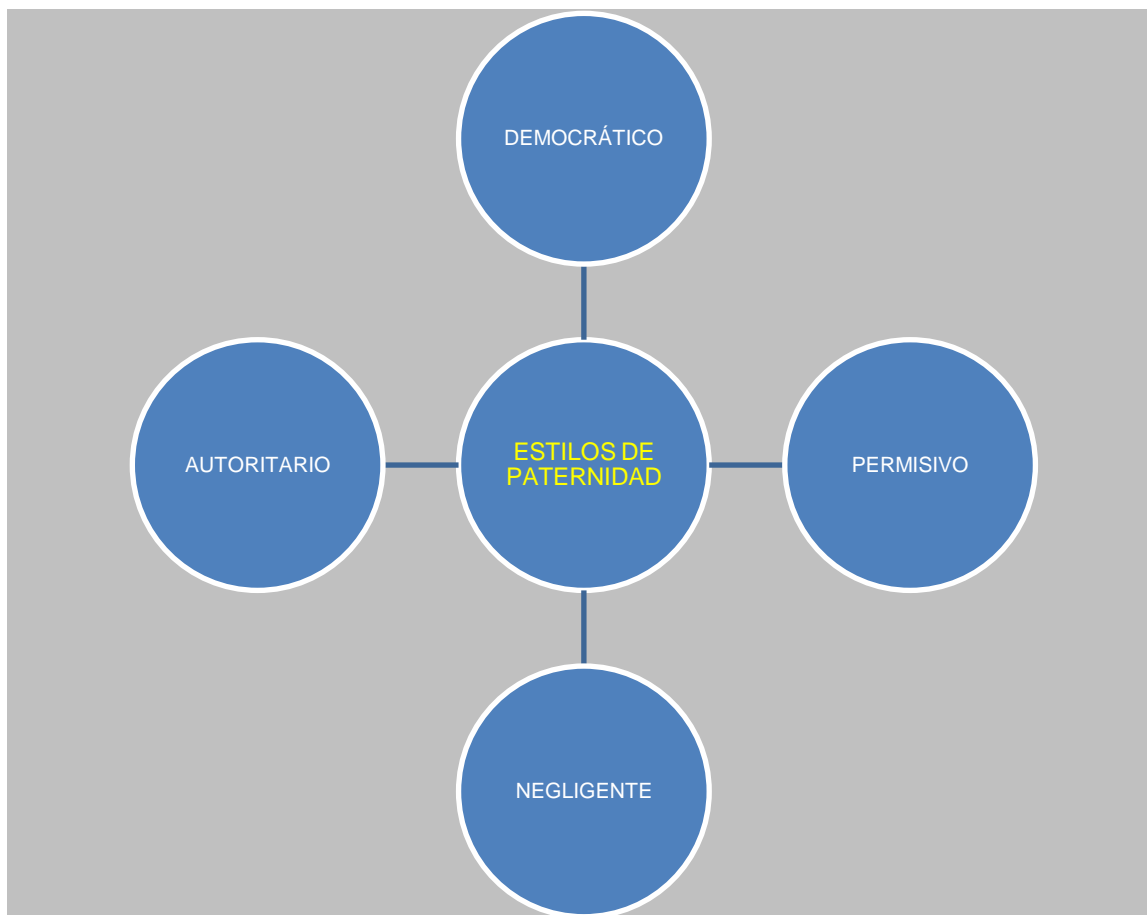 DEMOCRÁTICO
AUTORITARIO
ESTILOS DE
PATERNIDAD
PERMISIVO
NEGLIGENTE